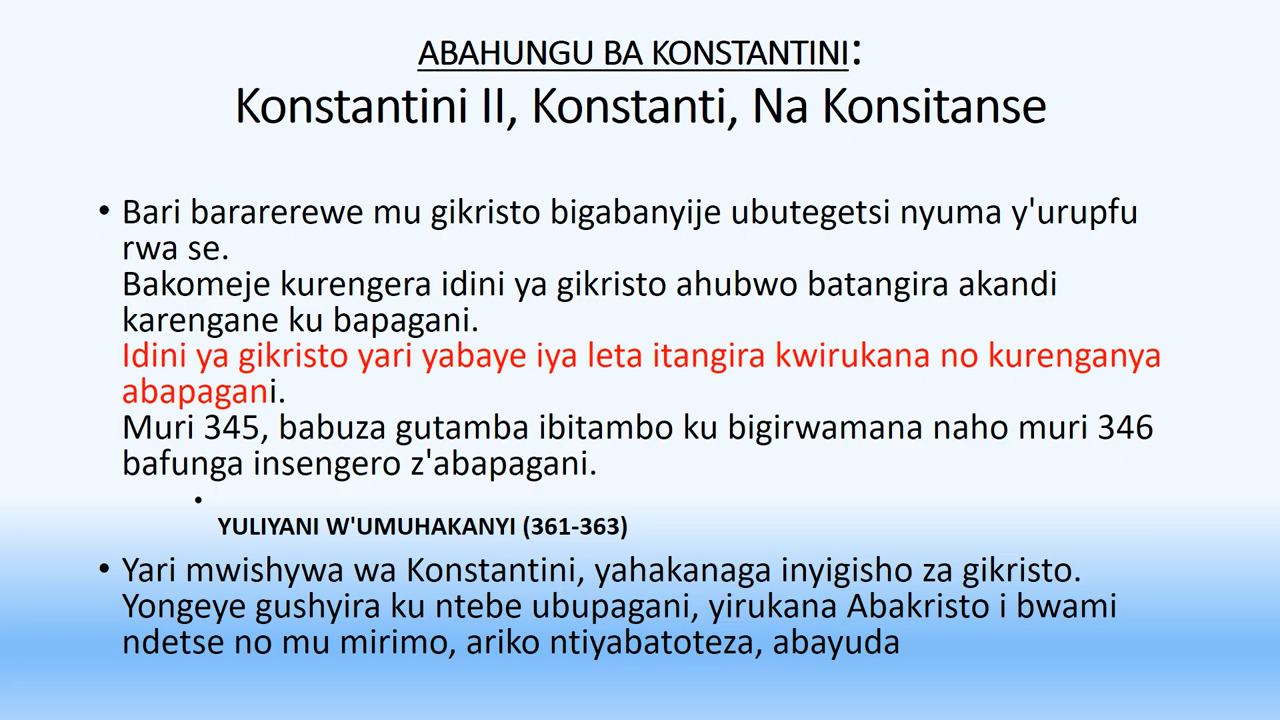 ABAHUNGU BA KONSTANTINI:
Konstantini II, Konstanti, Na Konsitanse
• Bari bararerewe mu gikristo bigabanyije ubutegetsi nyuma y'urupfu
rwa se.
Bakomeje kurengera idini ya gikristo ahubwo batangira akandi
karengane ku bapagani.
Idini ya gikristo yari yabaye iya leta itangira kwirukana no kurenganya
abapagani.
Muri 345, babuza gutamba ibitambo ku bigirwamana naho muri 346
bafunga insengero z'abapagani.
•
YULIYANI W'UMUHAKANYI (361-363)
• Yari mwishywa wa Konstantini, yahakanaga inyigisho za gikristo.
Yongeye gushyira ku ntebe ubupagani, yirukana Abakristo i bwami
ndetse no mu mirimo, ariko ntiyabatoteza, abayuda